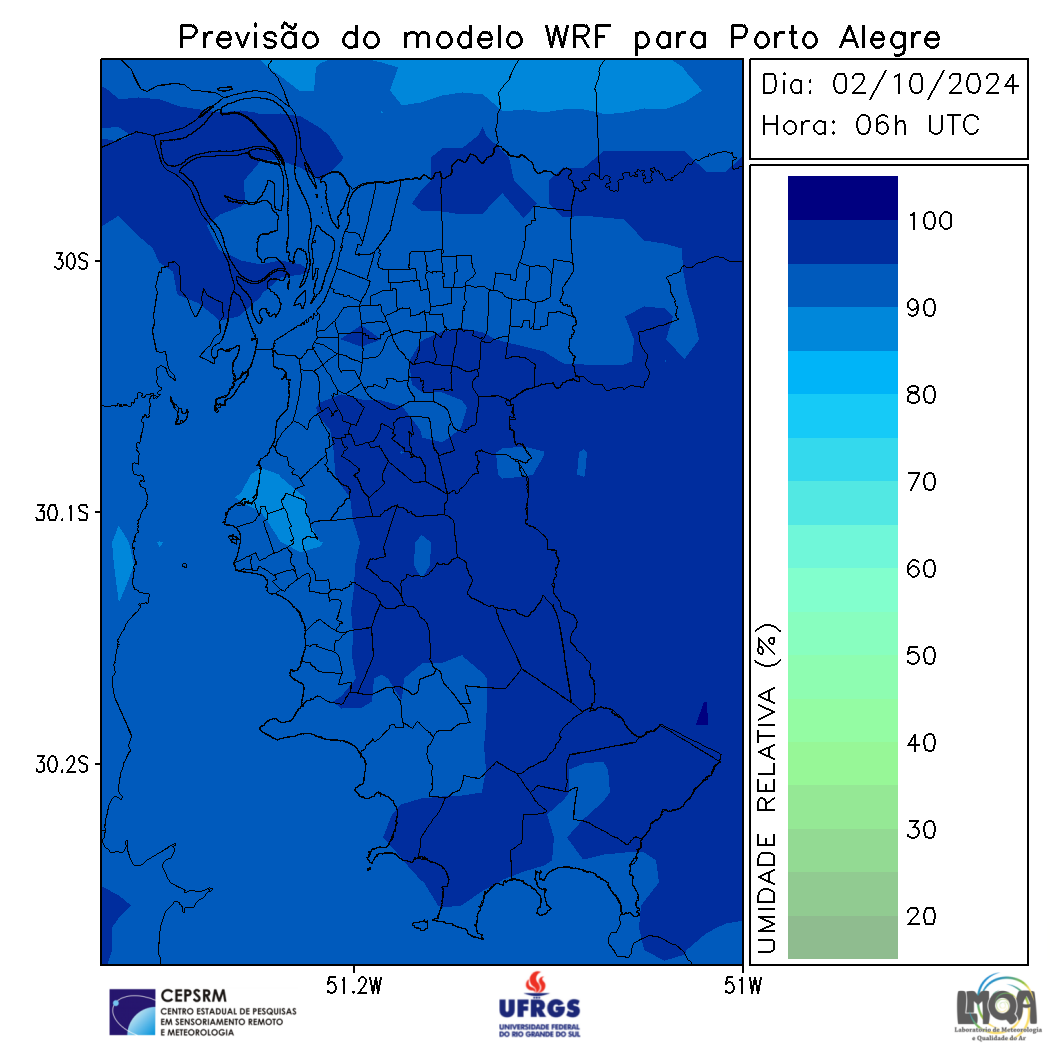 Previsão do modelo WRF para Porto Alegre
Dia: 02/10/2024
Hora: 06h UTC
30S
30.1S
30.2S
51.2W
51W
UMIDADE RELATIVA (%)
100
90
80
70
60
50
40
30
20
CEPSRM
CENTRO ESTADUAL DE PESQUISAS
EM SENSORIAMENTO REMOTO
E METEOROLOGIA
UFRGS
UNIVERSIDADE FEDERAL
DO RIO GRANDE DO SUL
LMQA
Laboratório de Meteorologia
e Qualidade do Ar